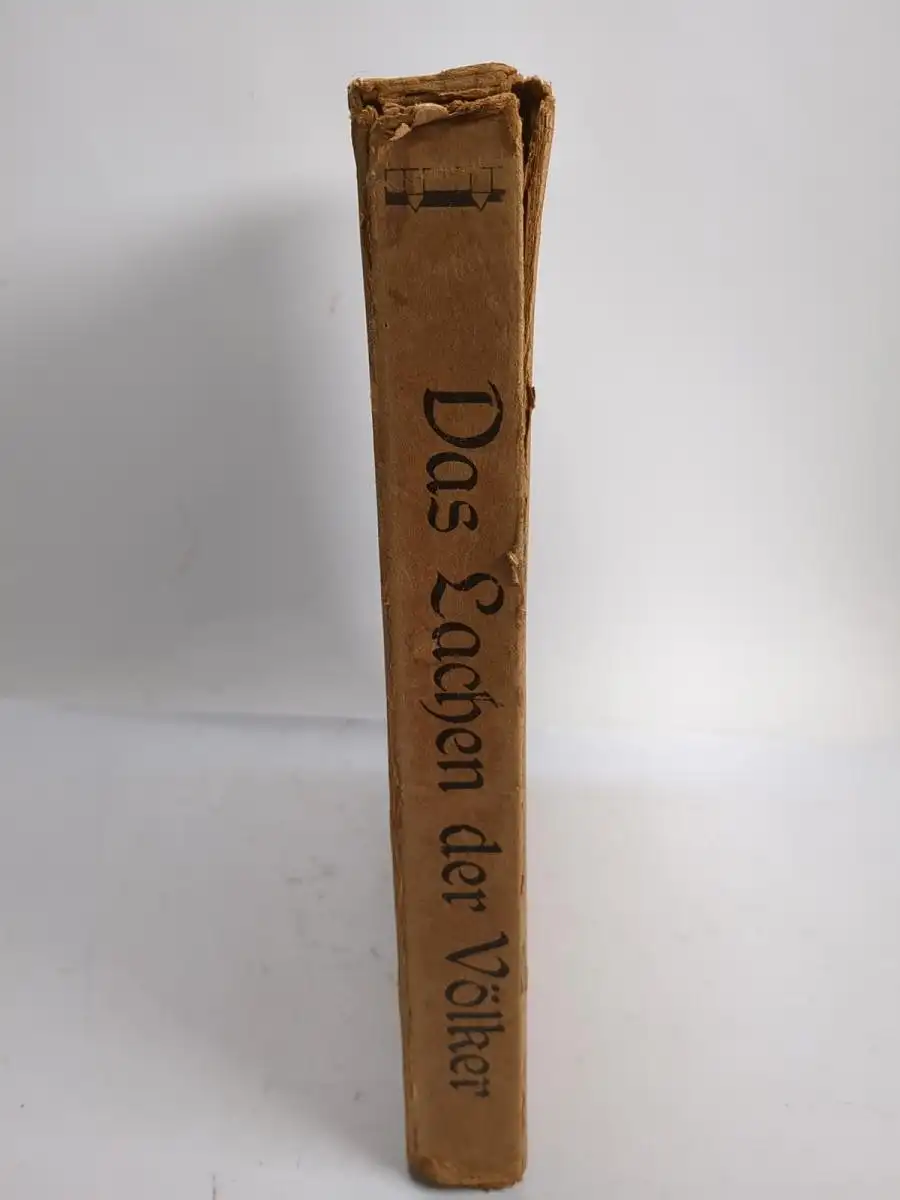 Das Lachen der Völker